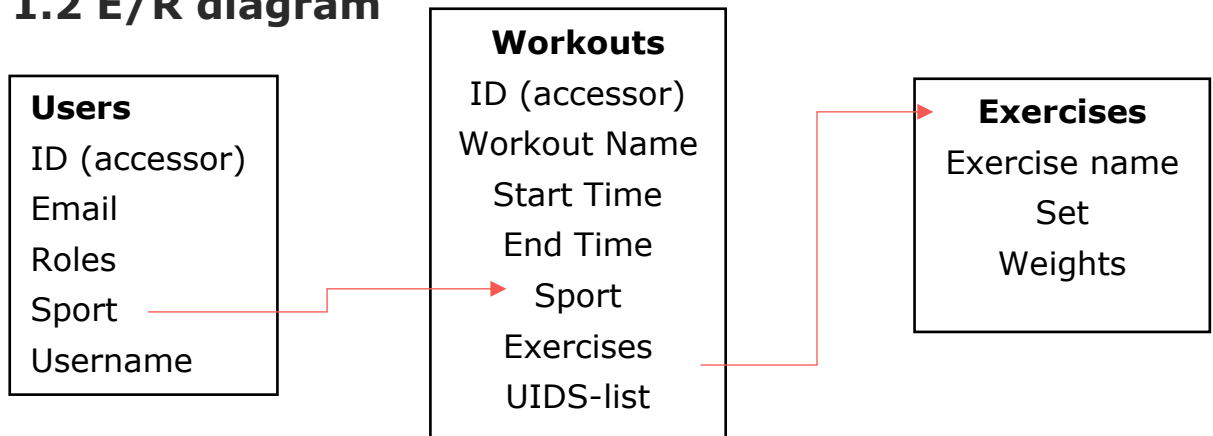 1.2 E/R diagram
Users
ID (accessor)
Email
Roles
Sport
Username
Workouts
ID (accessor)
Workout Name
Start Time
End Time
Sport
Exercises
UIDS-list
Exercises
Exercise name
Set
Weights